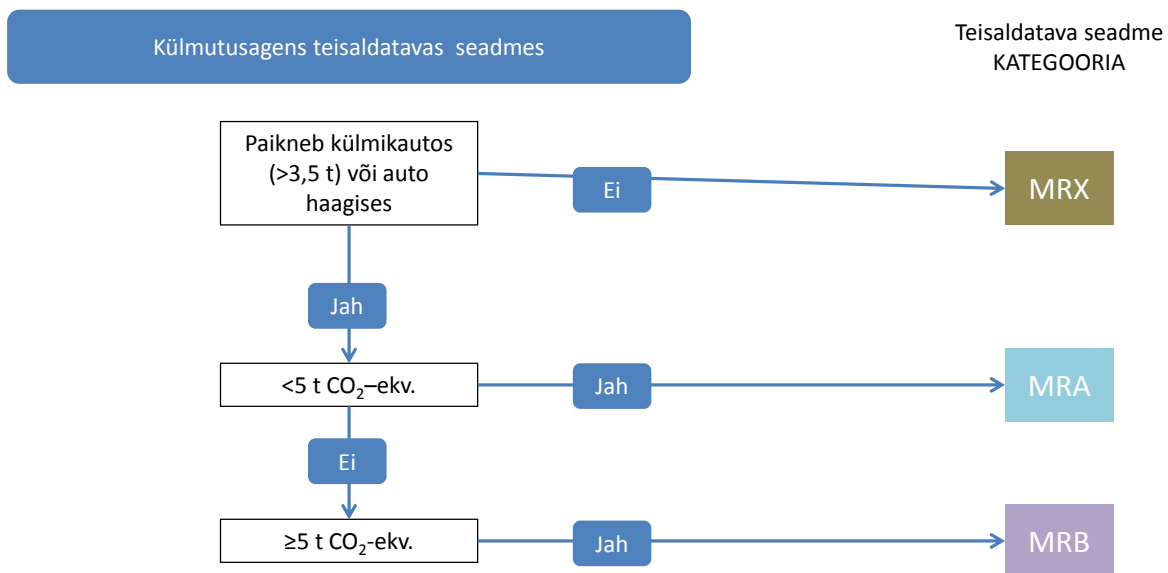 Külmutusagens teisaldatavas seadmes
Teisaldatava seadme
KATEGOORIA
Paikneb külmikautos
(>3,5 t) või auto
haagises
Ei
MRX
Jah
<5 t CO₂–ekv.
Jah
MRA
Ei
≥5 t CO₂-ekv.
Jah
MRB